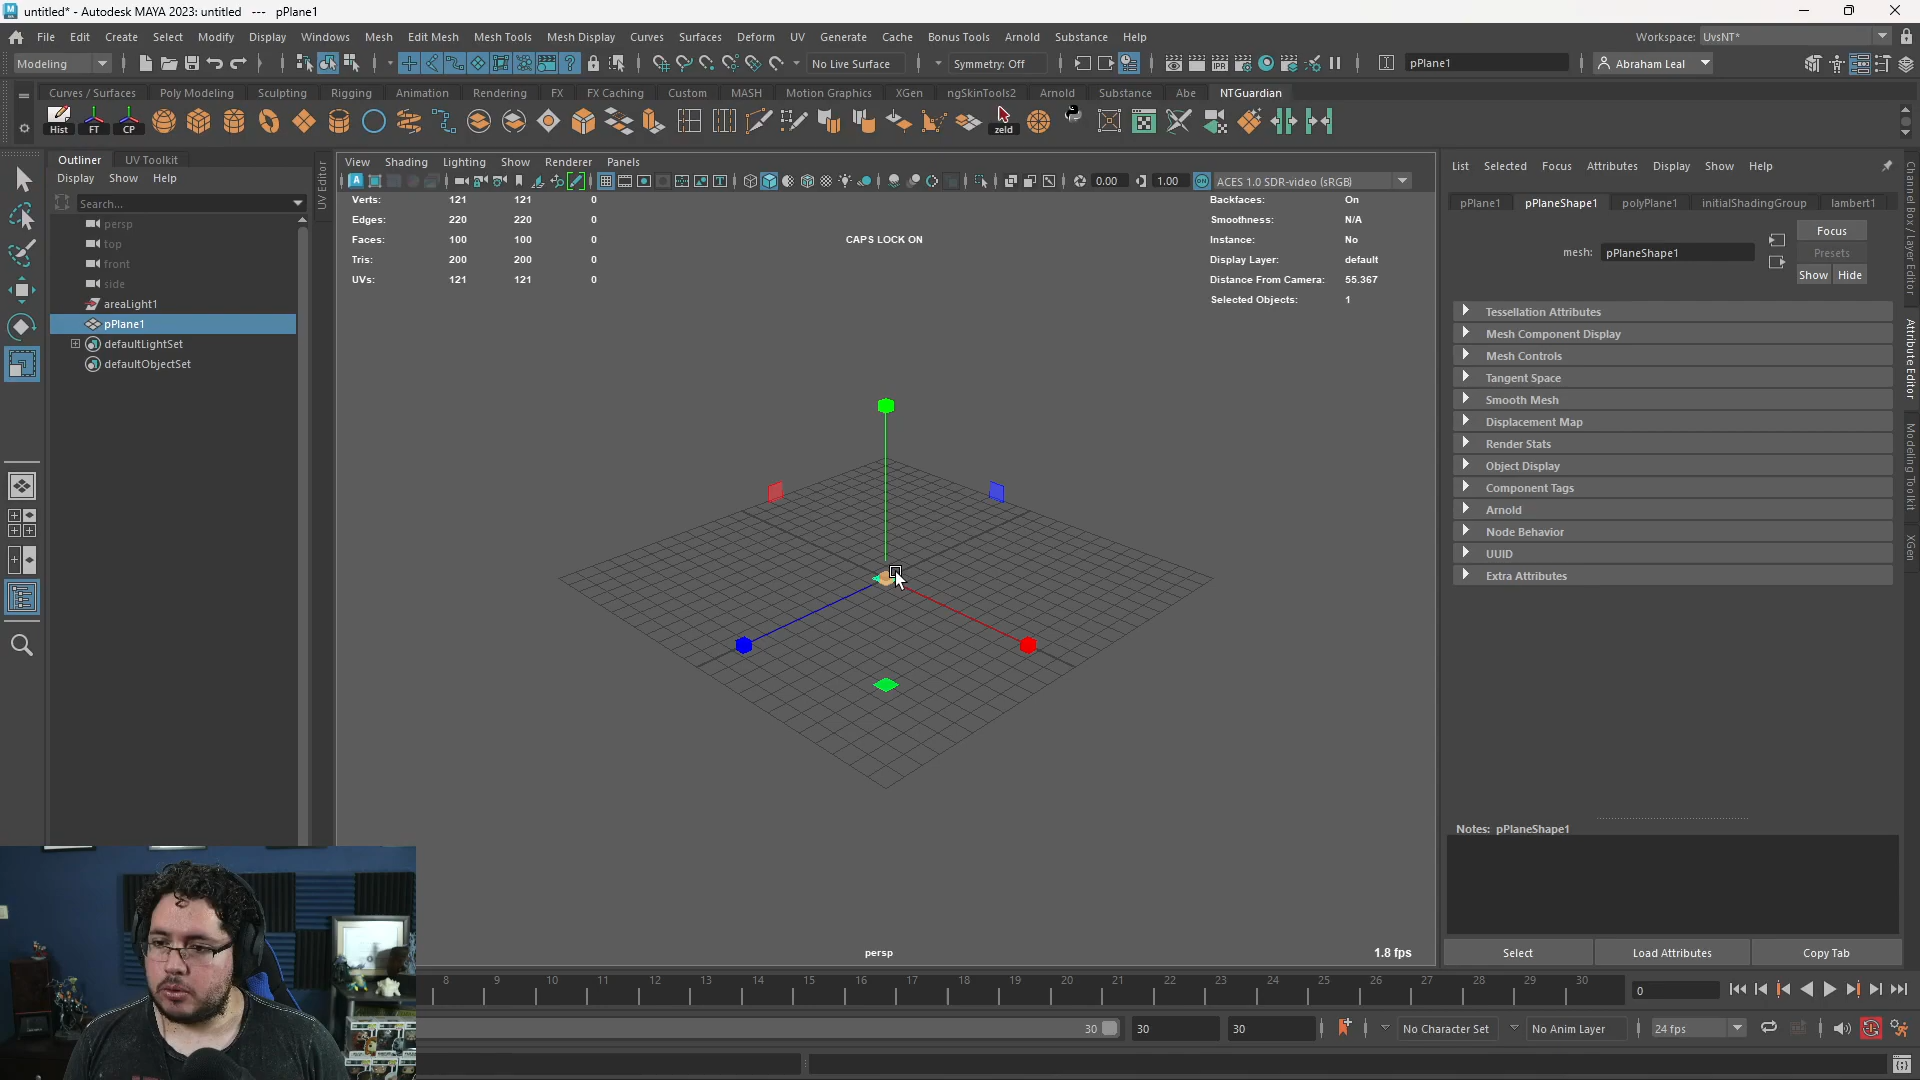 untitled* - Autodesk MAYA 2023: untitled --- pPlane1
File Edit Create Select Modify Display Windows Mesh Edit Mesh Mesh Tools Mesh Display Curves Surfaces Deform UV Generate Cache Bonus Tools Arnold Substance Help
Workspace: UvsNT*
Modeling No Live Surface Symmetry: Off pPlane1 Abraham Leal
Curves / Surfaces Poly Modeling Sculpting Rigging Animation Rendering FX FX Caching Custom MASH Motion Graphics XGen ngSkinTools2 Arnold Substance Abe NTGuardian
Hist FT CP zeld
Outliner UV Toolkit
Display Show Help
Search...
persp
top
front
side
areaLight1
pPlane1
defaultLightSet
defaultObjectSet
UV Editor
View Shading Lighting Show Renderer Panels
0.00 1.00 ACES 1.0 SDR-video (sRGB)
Verts: 121 121 0
Edges: 220 220 0
Faces: 100 100 0
Tris: 200 200 0
UVs: 121 121 0
CAPS LOCK ON
Backfaces: On
Smoothness: N/A
Instance: No
Display Layer: default
Distance From Camera: 55.367
Selected Objects: 1
persp
1.8 fps
List Selected Focus Attributes Display Show Help
pPlane1 pPlaneShape1 polyPlane1 initialShadingGroup lambert1
mesh: pPlaneShape1
Focus
Presets
Show Hide
Tessellation Attributes
Mesh Component Display
Mesh Controls
Tangent Space
Smooth Mesh
Displacement Map
Render Stats
Object Display
Component Tags
Arnold
Node Behavior
UUID
Extra Attributes
Notes: pPlaneShape1
Select Load Attributes Copy Tab
Channel Box / Layer Editor
Attribute Editor
Modeling Toolkit
XGen
8 9 10 11 12 13 14 15 16 17 18 19 20 21 22 23 24 25 26 27 28 29 30
0
30 30 30 No Character Set No Anim Layer 24 fps